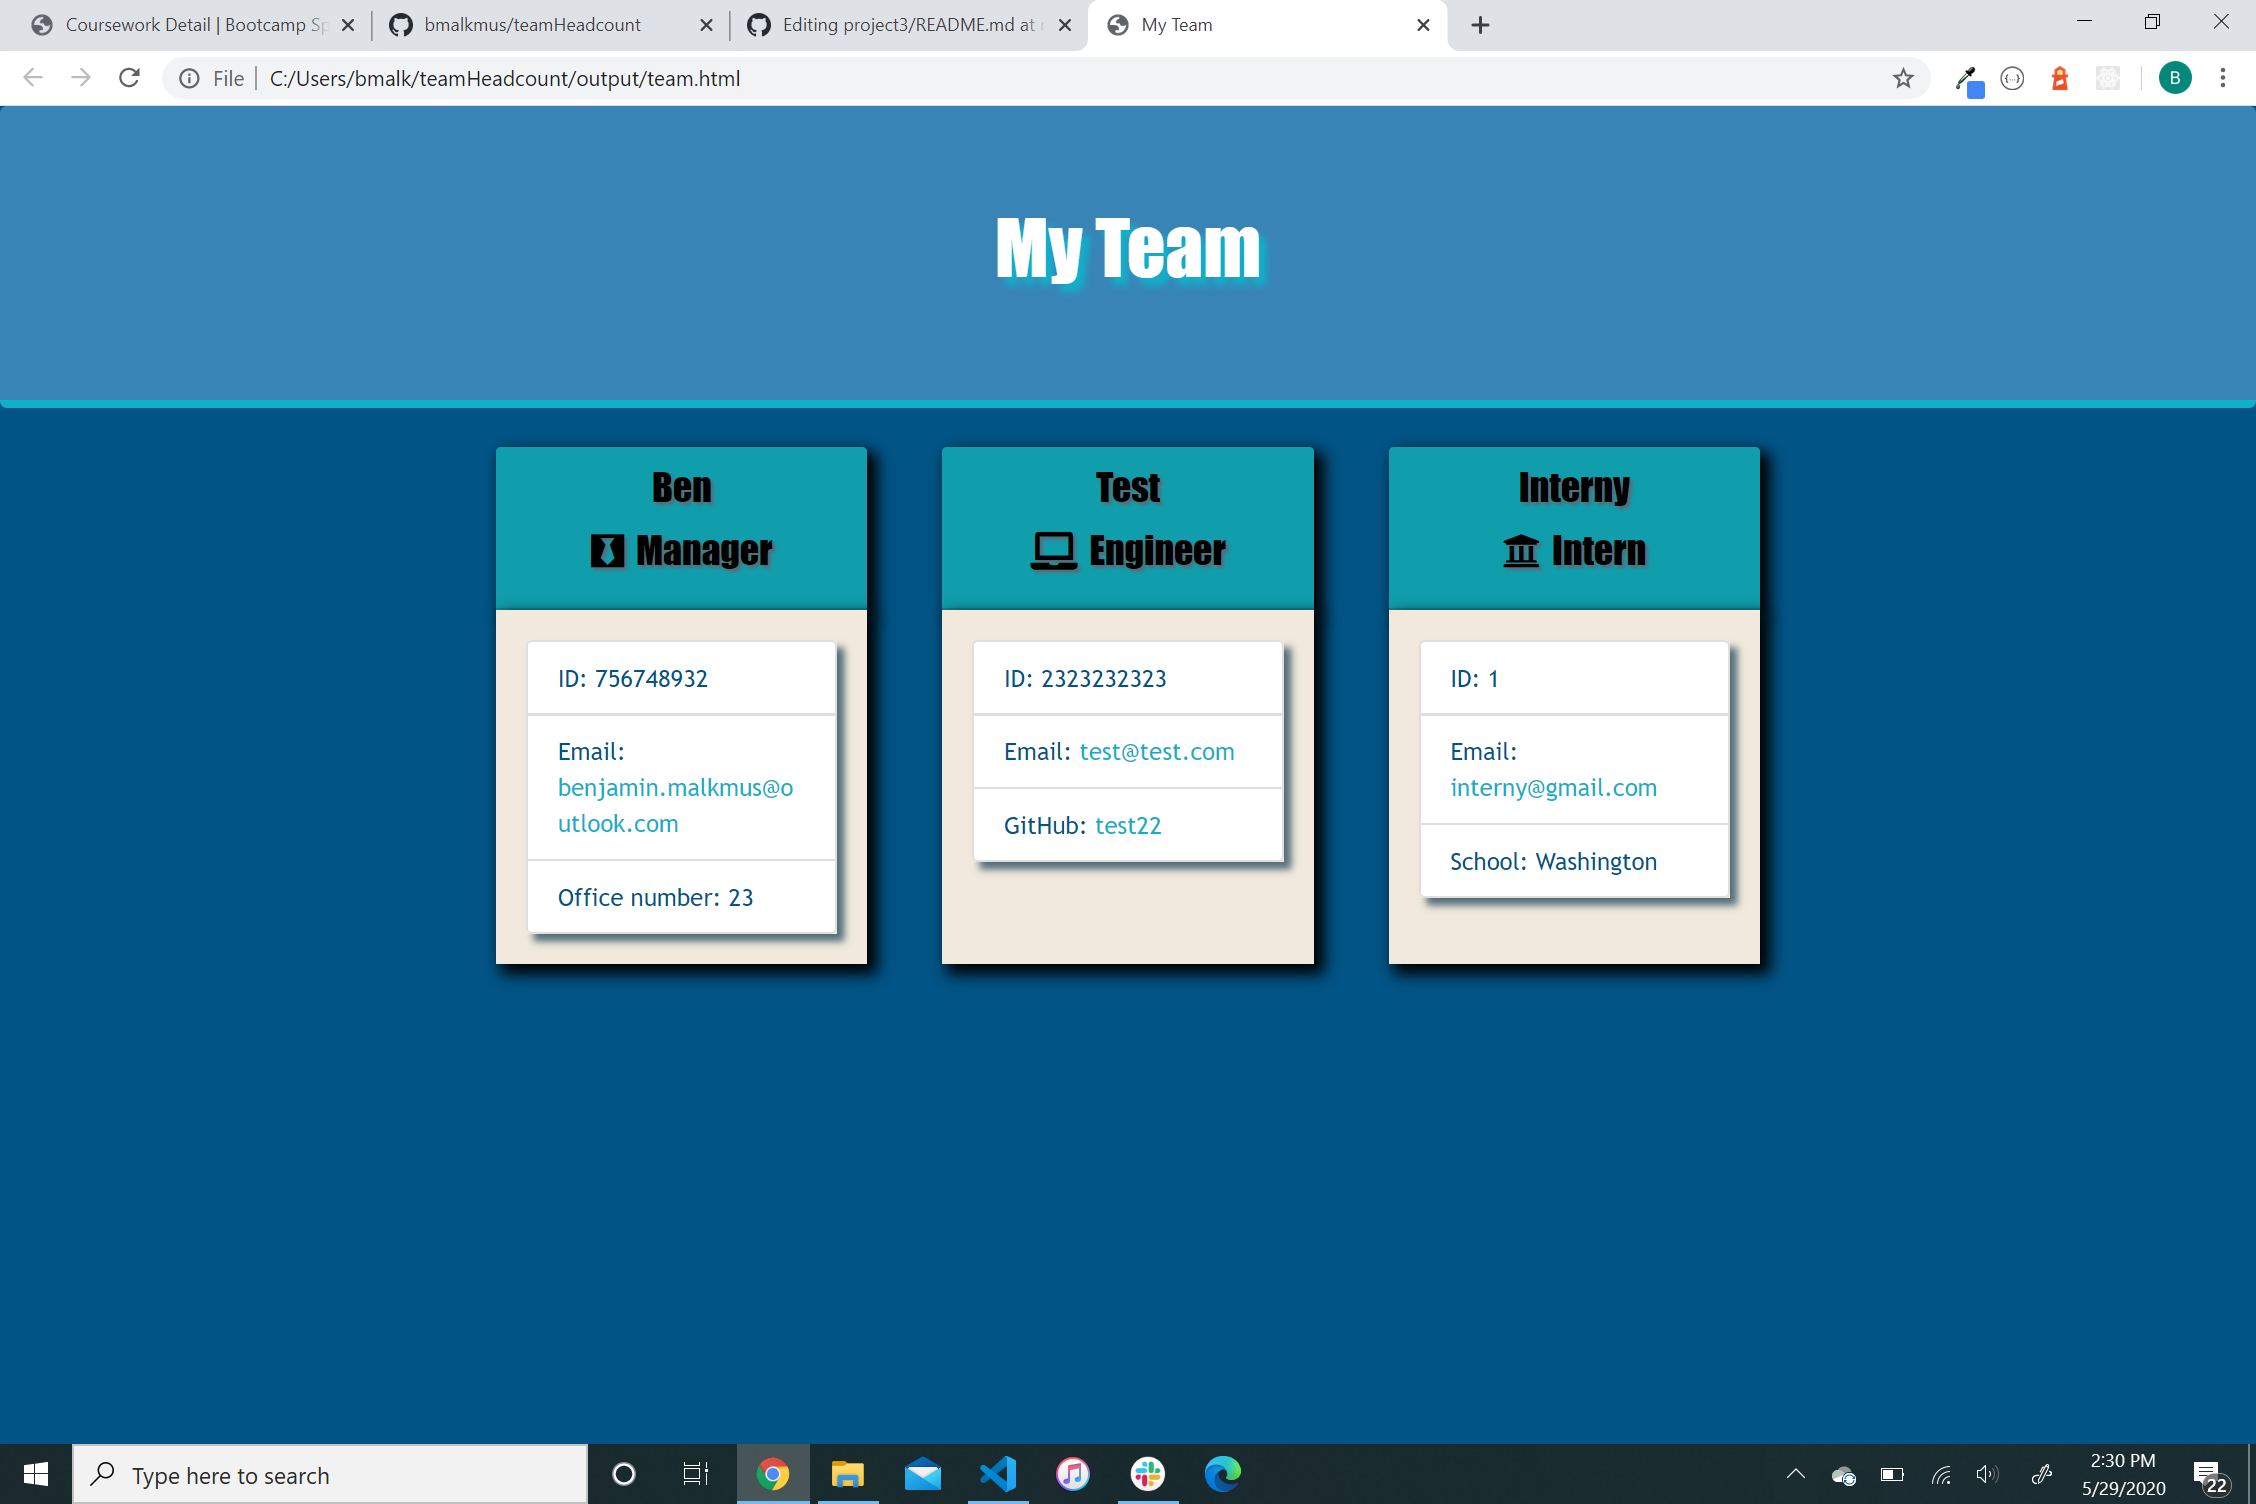 Coursework Detail | Bootcamp Sp
bmalkmus/teamHeadcount
Editing project3/README.md at
My Team
File
C:/Users/bmalk/teamHeadcount/output/team.html
B
My Team
Ben
Manager
ID: 756748932
Email:
benjamin.malkmus@o
utlook.com
Office number: 23
Test
Engineer
ID: 2323232323
Email: test@test.com
GitHub: test22
Interny
Intern
ID: 1
Email:
interny@gmail.com
School: Washington
Type here to search
2:30 PM
5/29/2020
22